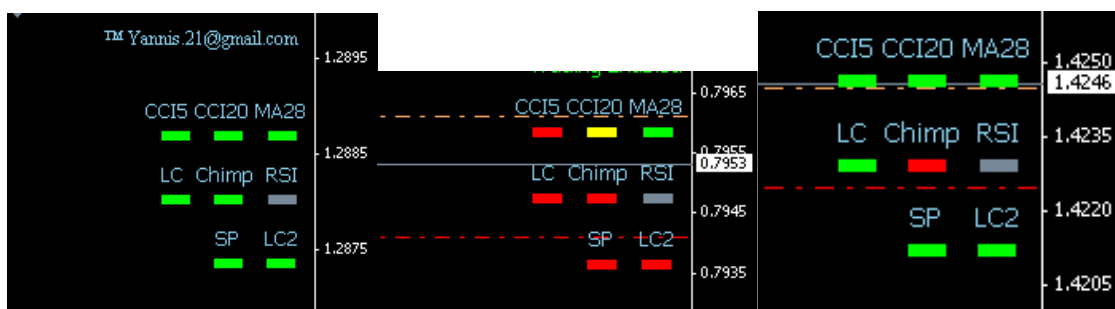 ™ Yannis.21@gmail.com
1.2895
CCI5 CCI20 MA28
1.2885
LC Chimp RSI
SP LC2
1.2875
0.7965
CCI5 CCI20 MA28
0.7955
0.7953
LC Chimp RSI
0.7945
SP LC2
0.7935
CCI5 CCI20 MA28
1.4250
1.4246
LC Chimp RSI
1.4235
SP LC2
1.4220
1.4205